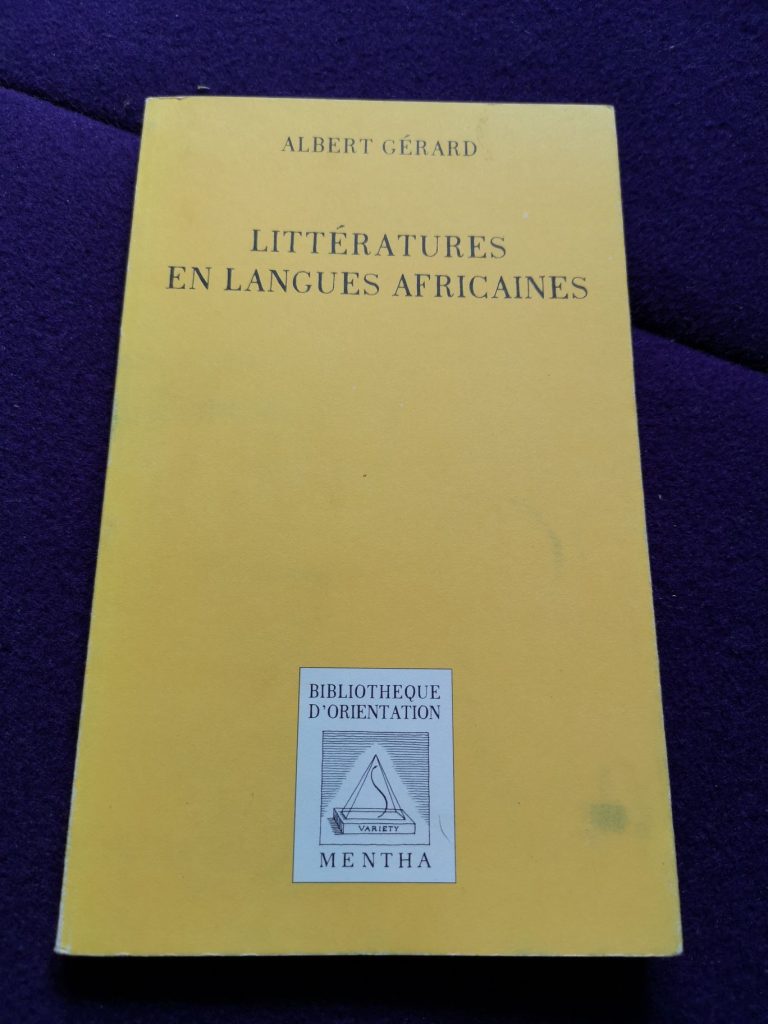 ALBERT GÉRARD
LITTÉRATURES
EN LANGUES AFRICAINES
BIBLIOTHEQUE
D'ORIENTATION
VARIETY
MENTHA